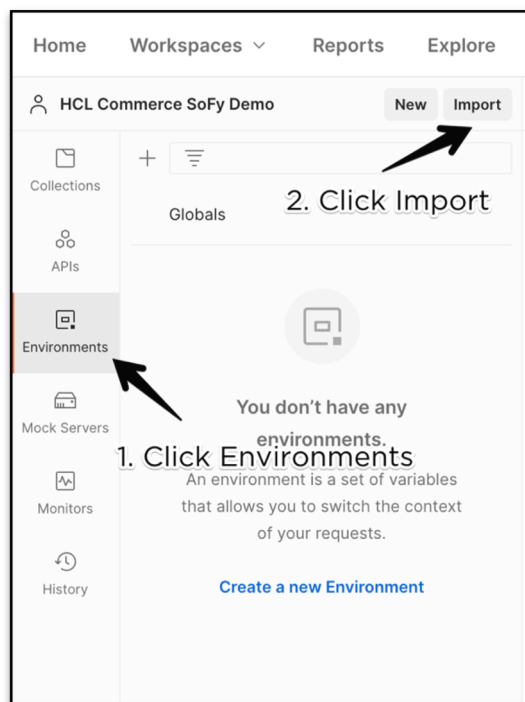 Home Workspaces Reports Explore
HCL Commerce SoFy Demo New Import
Collections
2. Click Import
Globals
APIs
Environments
You don't have any
environments.
Mock Servers
1. Click Environments
An environment is a set of variables
that allows you to switch the context
of your requests.
Monitors
History
Create a new Environment